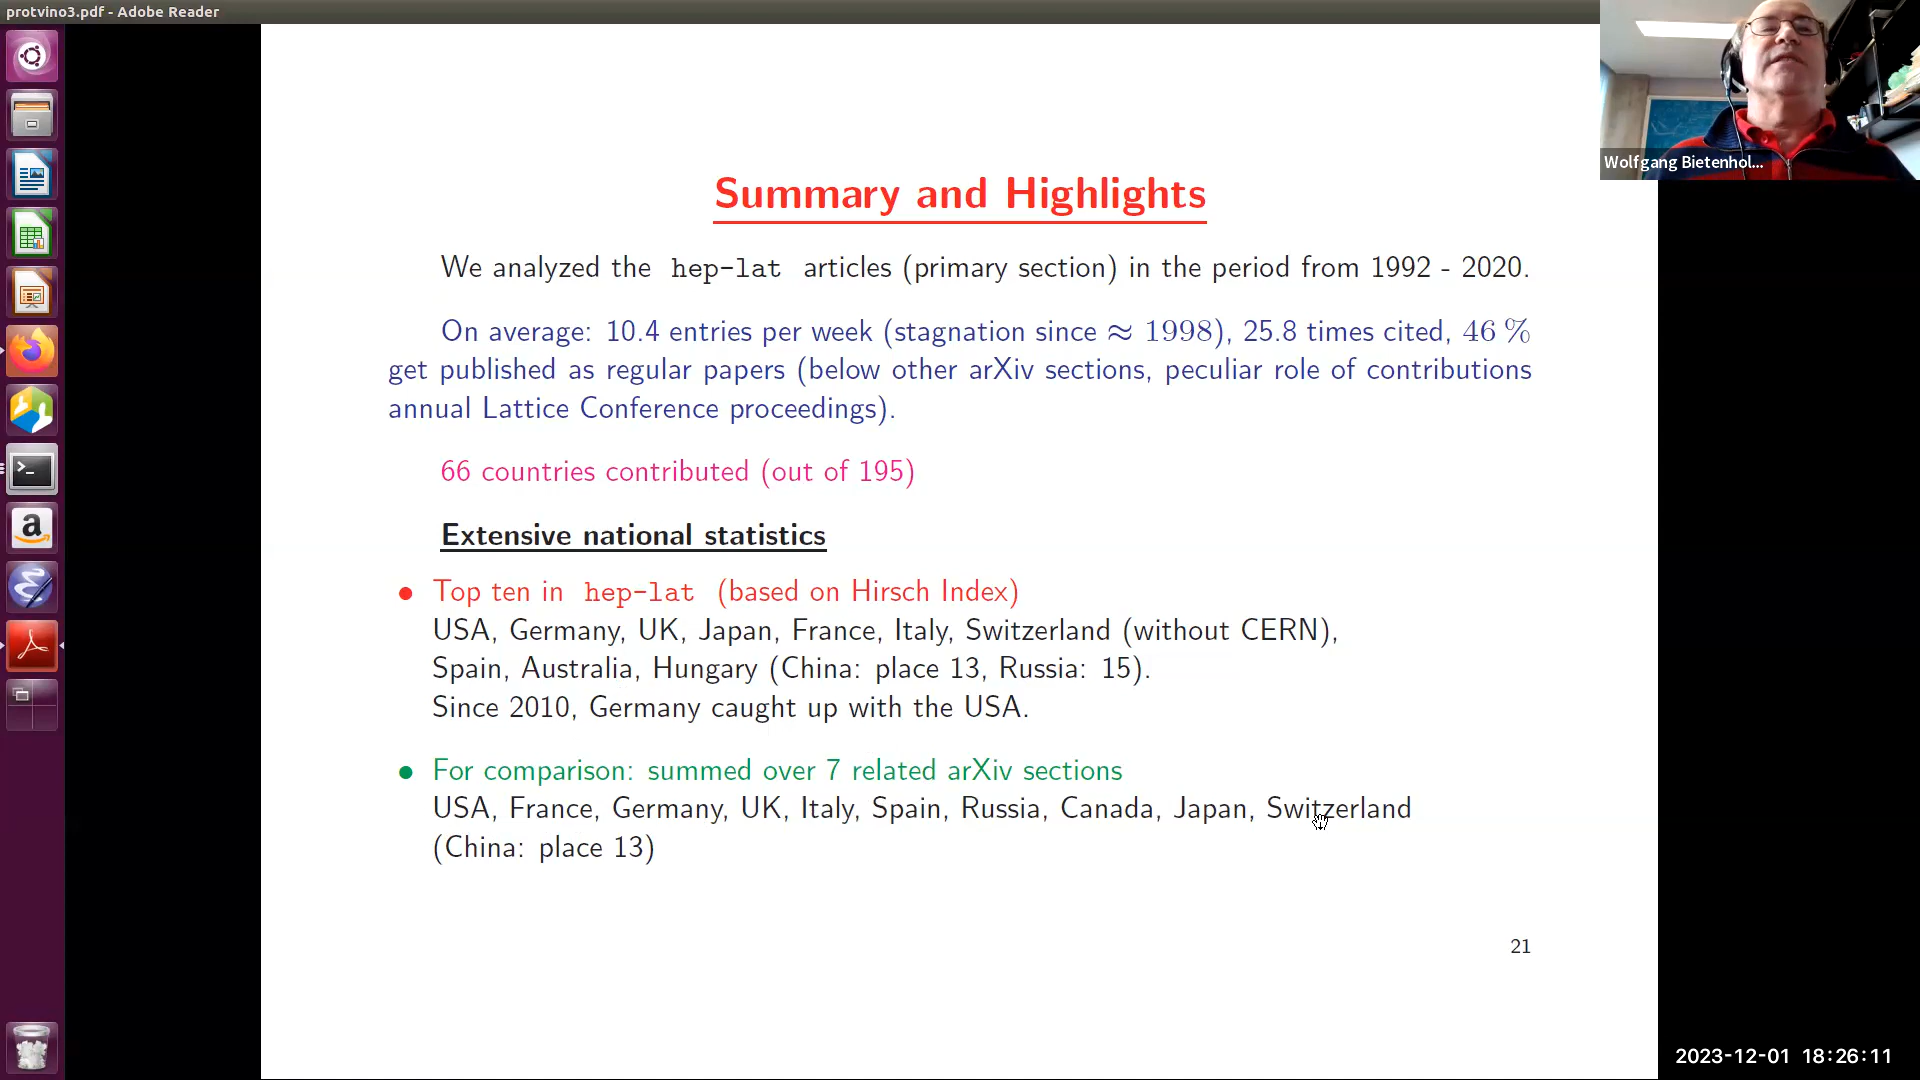 protvino3.pdf - Adobe Reader
Wolfgang Bietenhol...
Summary and Highlights
We analyzed the hep-lat articles (primary section) in the period from 1992 - 2020.
On average: 10.4 entries per week (stagnation since ≈ 1998), 25.8 times cited, 46 %
get published as regular papers (below other arXiv sections, peculiar role of contributions
annual Lattice Conference proceedings).
66 countries contributed (out of 195)
Extensive national statistics
• Top ten in hep-lat (based on Hirsch Index)
USA, Germany, UK, Japan, France, Italy, Switzerland (without CERN),
Spain, Australia, Hungary (China: place 13, Russia: 15).
Since 2010, Germany caught up with the USA.
• For comparison: summed over 7 related arXiv sections
USA, France, Germany, UK, Italy, Spain, Russia, Canada, Japan, Switzerland
(China: place 13)
21
2023-12-01 18:26:11